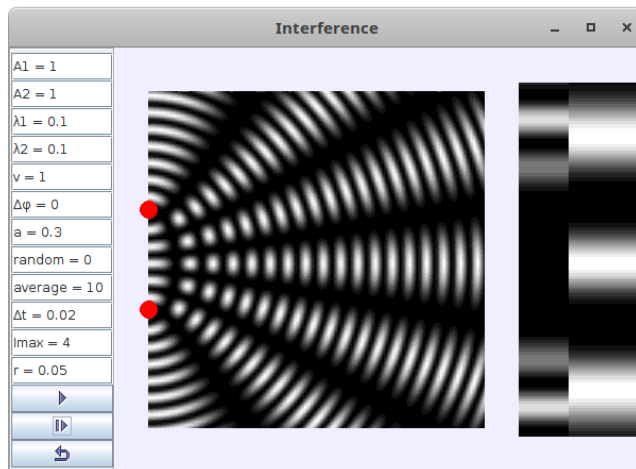 Interference
A1 = 1
A2 = 1
λ1 = 0.1
λ2 = 0.1
v = 1
Δφ = 0
a = 0.3
random = 0
average = 10
Δt = 0.02
Imax = 4
r = 0.05